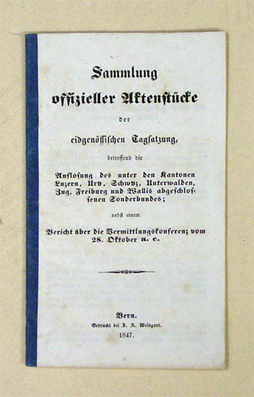 Sammlung
offizieller Aktenstücke
der
eidgenössischen Tagsatzung,
betreffend die
Auflösung des unter den Kantonen
Luzern, Ury, Schwyz, Unterwalden,
Zug, Freiburg und Wallis abgeschlos-
senen Sonderbundes;
nebst einem
Bericht über die Vermittlungskonferenz vom
28. Oktober a. c.
Bern.
Gedruckt bei J. A. Weingart.
1847.